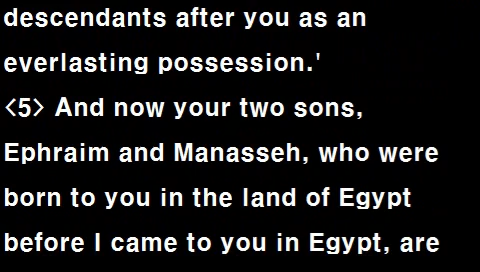 descendants after you as an
everlasting possession.'
<5> And now your two sons,
Ephraim and Manasseh, who were
born to you in the land of Egypt
before I came to you in Egypt, are